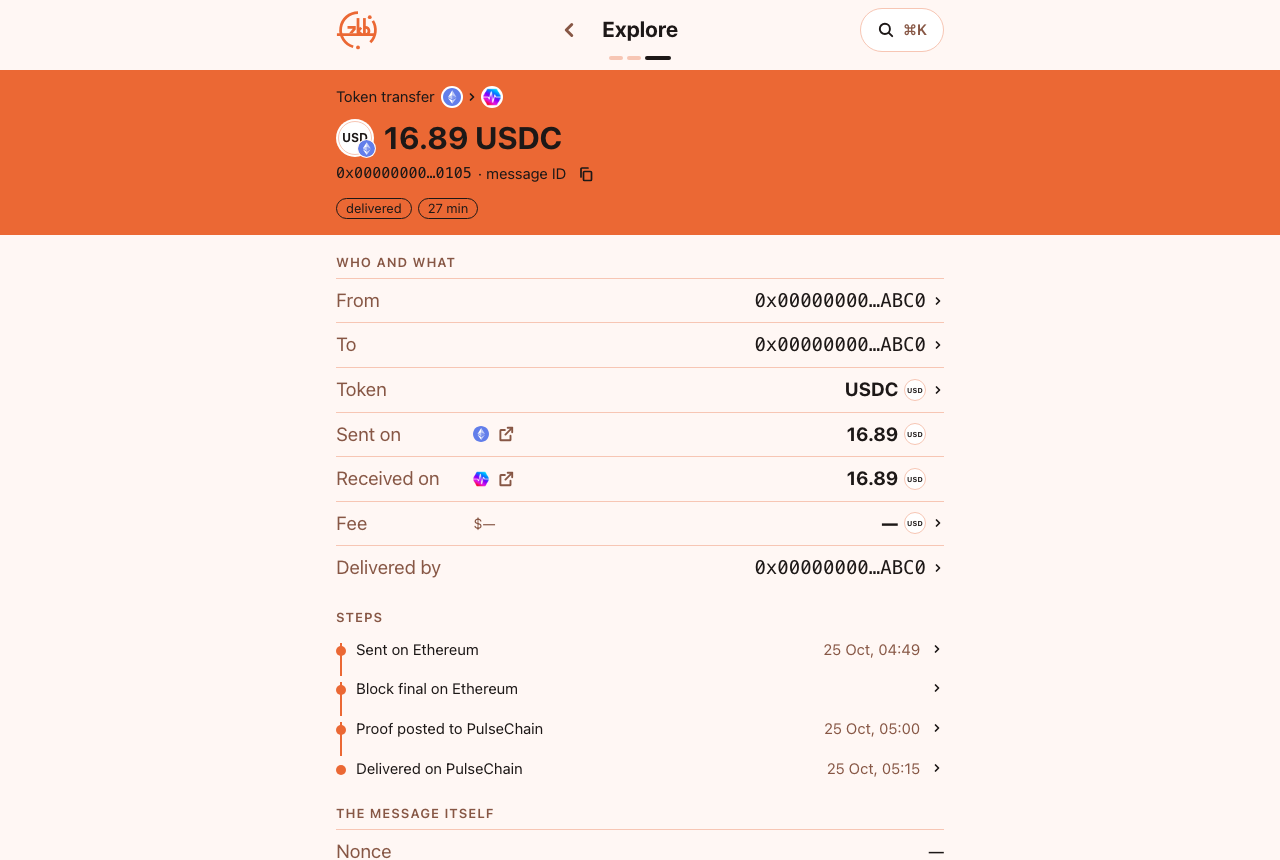 zkb
Explore
⌘K
Token transfer
USD 16.89 USDC
0x00000000…0105 · message ID
delivered 27 min
WHO AND WHAT
From 0x00000000…ABC0
To 0x00000000…ABC0
Token USDC USD
Sent on 16.89 USD
Received on 16.89 USD
Fee $— — USD
Delivered by 0x00000000…ABC0
STEPS
Sent on Ethereum 25 Oct, 04:49
Block final on Ethereum
Proof posted to PulseChain 25 Oct, 05:00
Delivered on PulseChain 25 Oct, 05:15
THE MESSAGE ITSELF
Nonce —